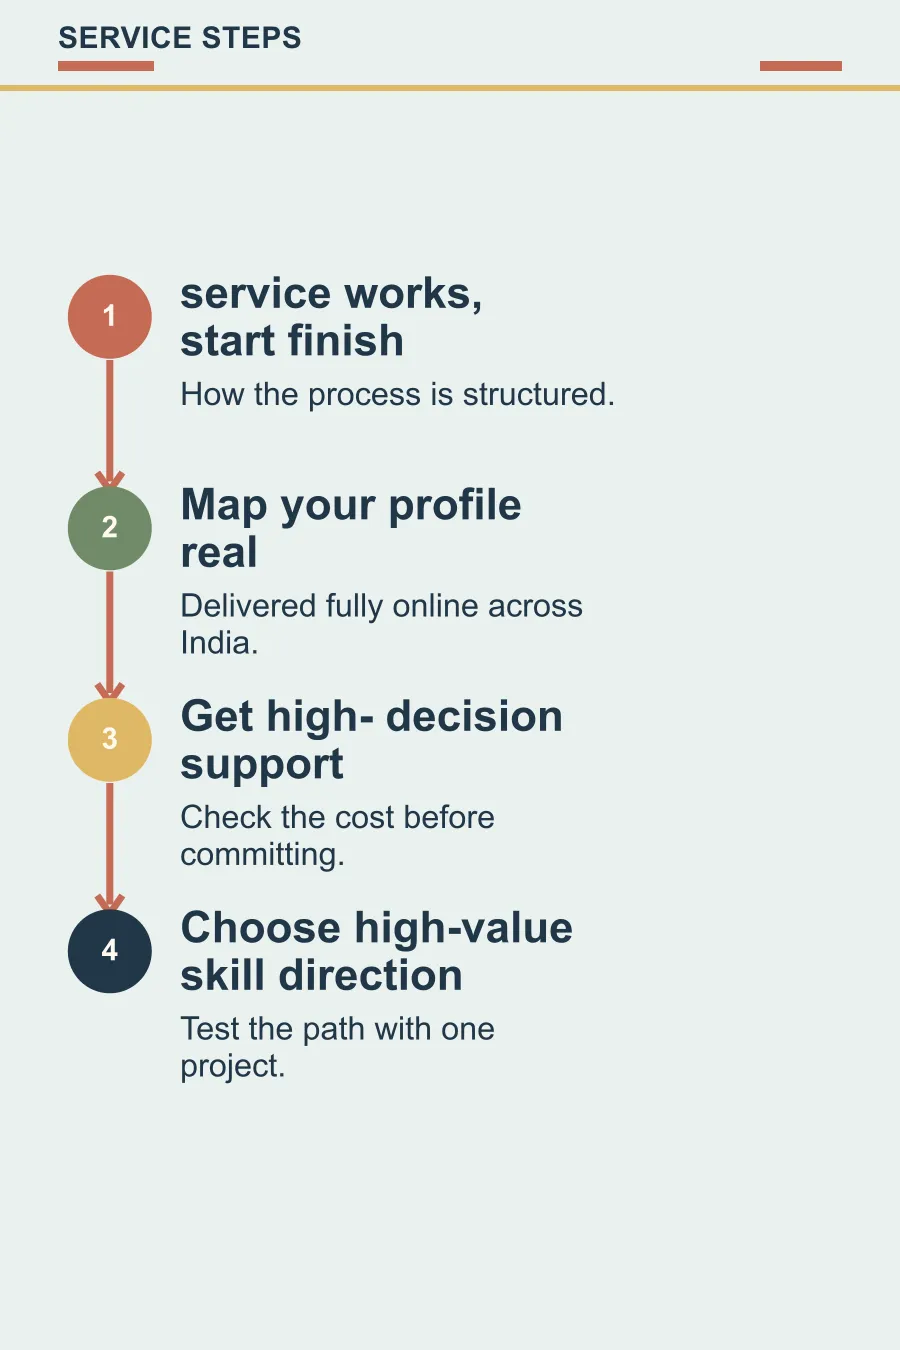 SERVICE STEPS
1
service works,
start finish
How the process is structured.
2
Map your profile
real
Delivered fully online across
India.
3
Get high- decision
support
Check the cost before
committing.
4
Choose high-value
skill direction
Test the path with one
project.